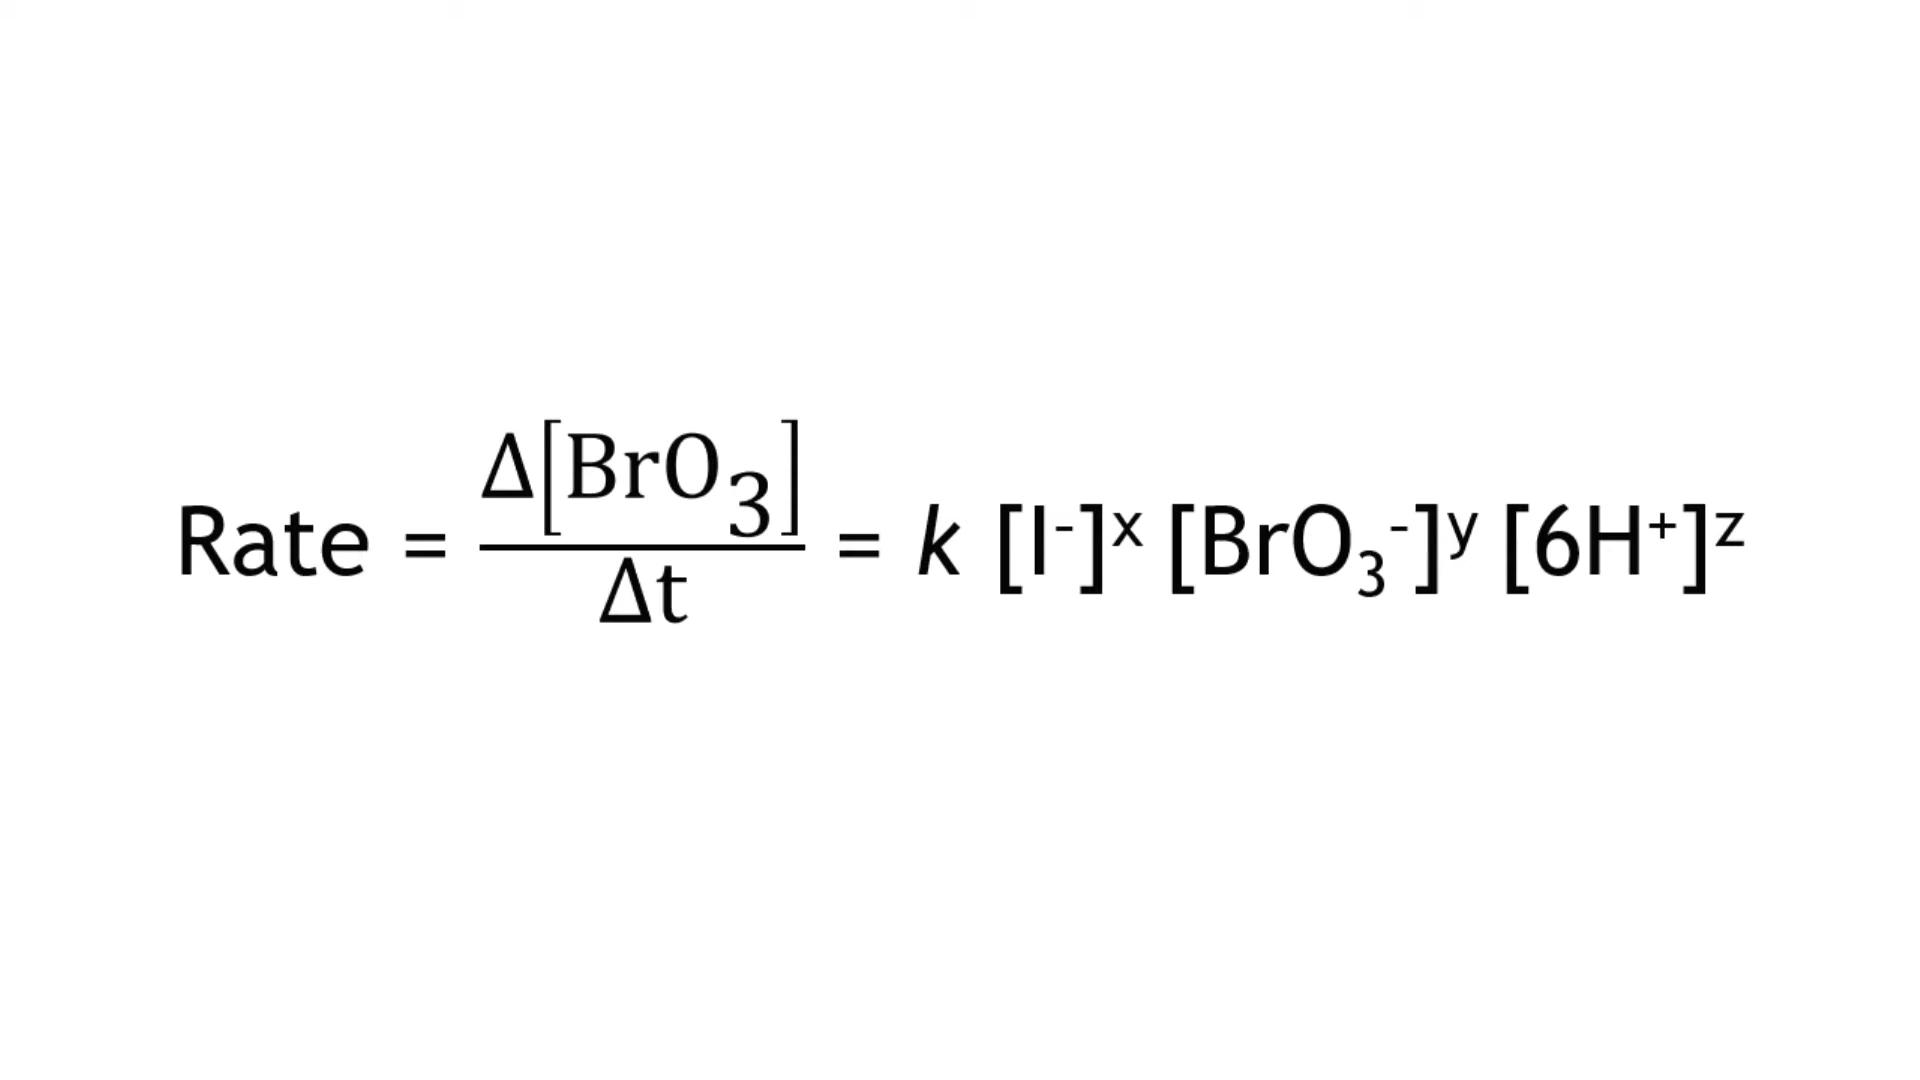 Rate = Δ[BrO₃]/Δt = k [I⁻]ˣ [BrO₃⁻]ʸ [6H⁺]ᶻ